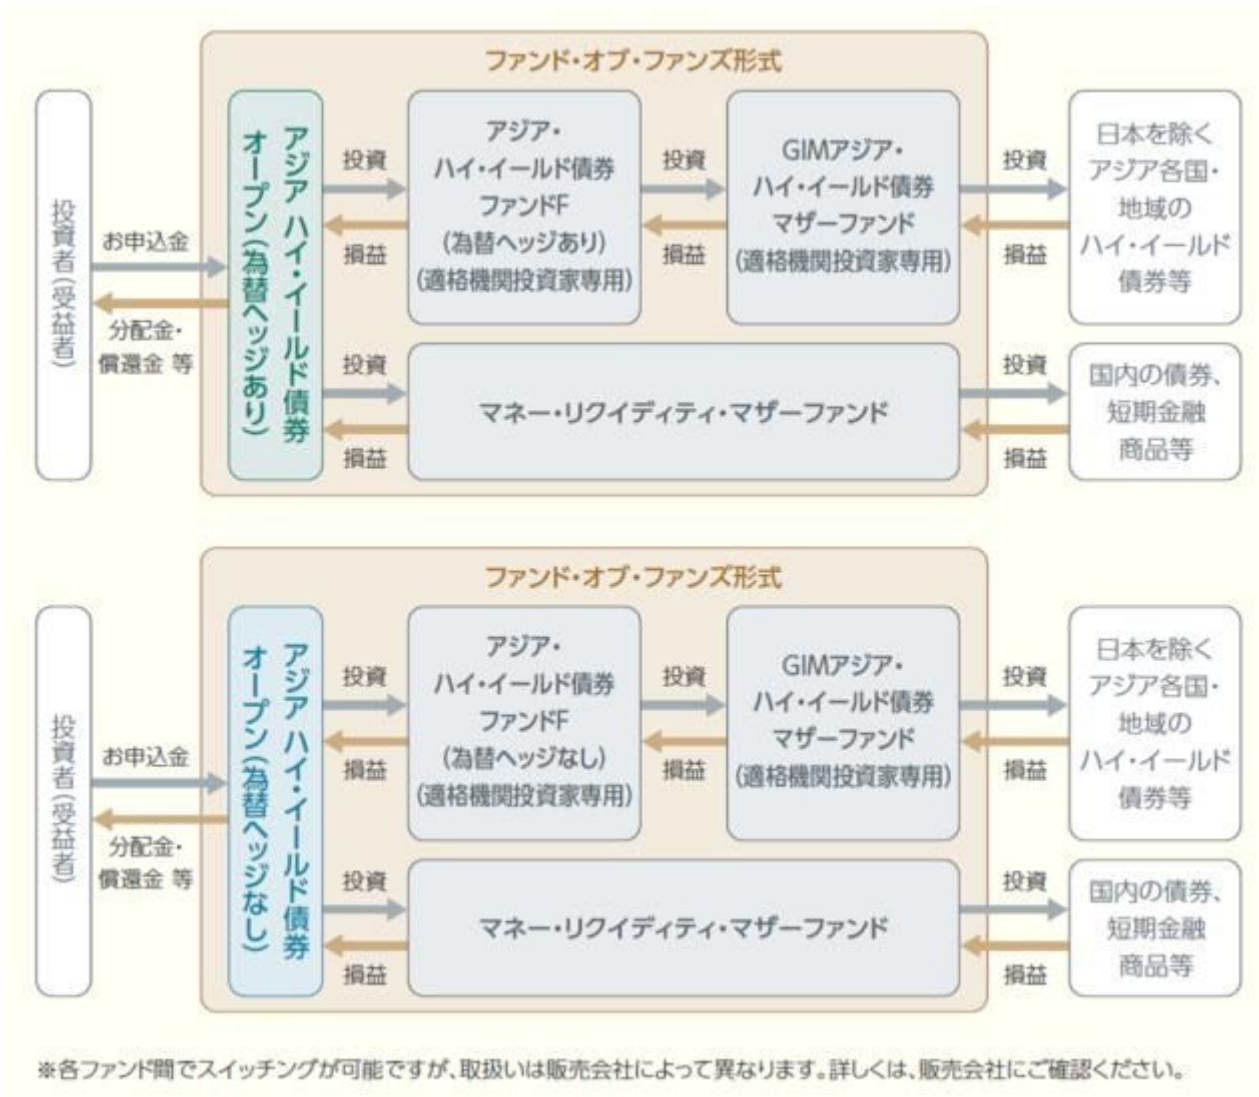 ファンド・オブ・ファンズ形式
投資者(受益者)
お申込金
分配金・
償還金 等
アジア ハイ・イールド債券
オープン(為替ヘッジあり)
投資
損益
アジア・
ハイ・イールド債券
ファンドF
(為替ヘッジあり)
(適格機関投資家専用)
投資
損益
GIMアジア・
ハイ・イールド債券
マザーファンド
(適格機関投資家専用)
投資
損益
日本を除く
アジア各国・
地域の
ハイ・イールド
債券等
投資
損益
マネー・リクイディティ・マザーファンド
投資
損益
国内の債券、
短期金融
商品等
ファンド・オブ・ファンズ形式
投資者(受益者)
お申込金
分配金・
償還金 等
アジア ハイ・イールド債券
オープン(為替ヘッジなし)
投資
損益
アジア・
ハイ・イールド債券
ファンドF
(為替ヘッジなし)
(適格機関投資家専用)
投資
損益
GIMアジア・
ハイ・イールド債券
マザーファンド
(適格機関投資家専用)
投資
損益
日本を除く
アジア各国・
地域の
ハイ・イールド
債券等
投資
損益
マネー・リクイディティ・マザーファンド
投資
損益
国内の債券、
短期金融
商品等
※各ファンド間でスイッチングが可能ですが、取扱いは販売会社によって異なります。詳しくは、販売会社にご確認ください。